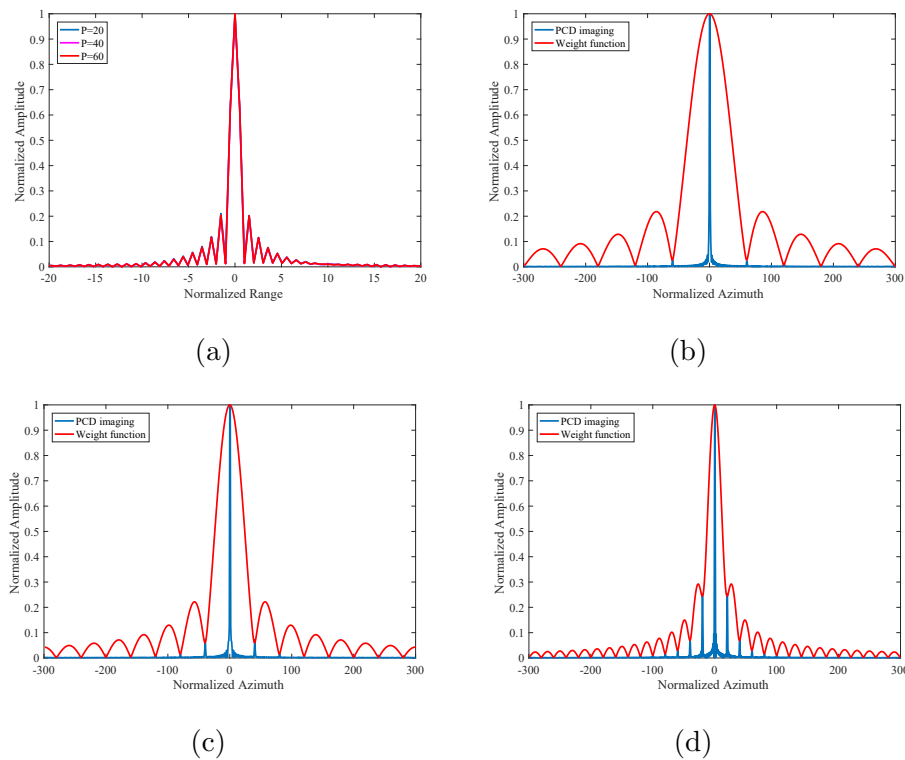 1
0.9
0.8
0.7
0.6
0.5
0.4
0.3
0.2
0.1
0
Normalized Amplitude
P=20
P=40
P=60
-20 -15 -10 -5 0 5 10 15 20
Normalized Range
(a)
1
0.9
0.8
0.7
0.6
0.5
0.4
0.3
0.2
0.1
0
Normalized Amplitude
PCD imaging
Weight function
-300 -200 -100 0 100 200 300
Normalized Azimuth
(b)
1
0.9
0.8
0.7
0.6
0.5
0.4
0.3
0.2
0.1
0
Normalized Amplitude
PCD imaging
Weight function
-300 -200 -100 0 100 200 300
Normalized Azimuth
(c)
1
0.9
0.8
0.7
0.6
0.5
0.4
0.3
0.2
0.1
0
Normalized Amplitude
PCD imaging
Weight function
-300 -200 -100 0 100 200 300
Normalized Azimuth
(d)